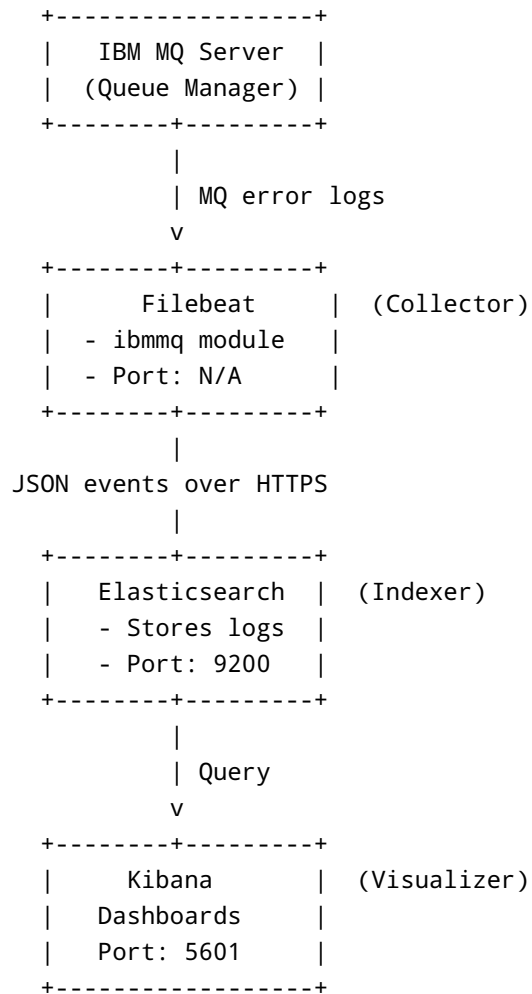 IBM MQ Server
(Queue Manager)
MQ error logs
Filebeat (Collector)
- ibmmq module
- Port: N/A
JSON events over HTTPS
Elasticsearch (Indexer)
- Stores logs
- Port: 9200
Query
Kibana (Visualizer)
Dashboards
Port: 5601